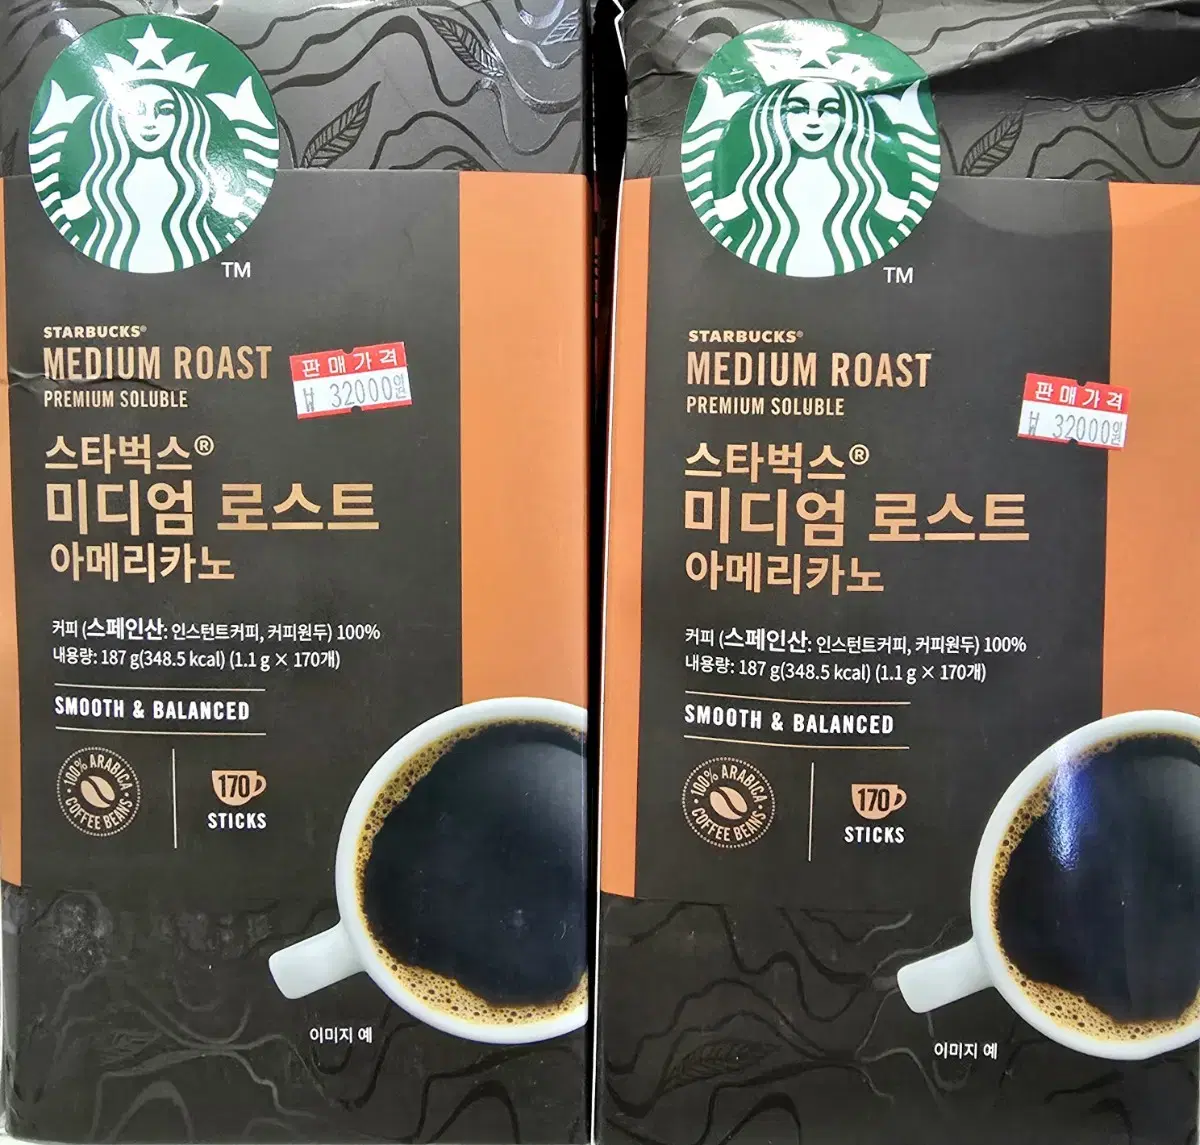 TM
STARBUCKS®
MEDIUM ROAST
PREMIUM SOLUBLE
판매가격
₩ 32000원
스타벅스®
미디엄 로스트
아메리카노
커피 (스페인산: 인스턴트커피, 커피원두) 100%
내용량: 187 g(348.5 kcal) (1.1 g × 170개)
SMOOTH & BALANCED
100% ARABICA
COFFEE BEANS
170
STICKS
이미지 예
TM
STARBUCKS®
MEDIUM ROAST
PREMIUM SOLUBLE
판매가격
₩ 32000원
스타벅스®
미디엄 로스트
아메리카노
커피 (스페인산: 인스턴트커피, 커피원두) 100%
내용량: 187 g(348.5 kcal) (1.1 g × 170개)
SMOOTH & BALANCED
100% ARABICA
COFFEE BEANS
170
STICKS
이미지 예